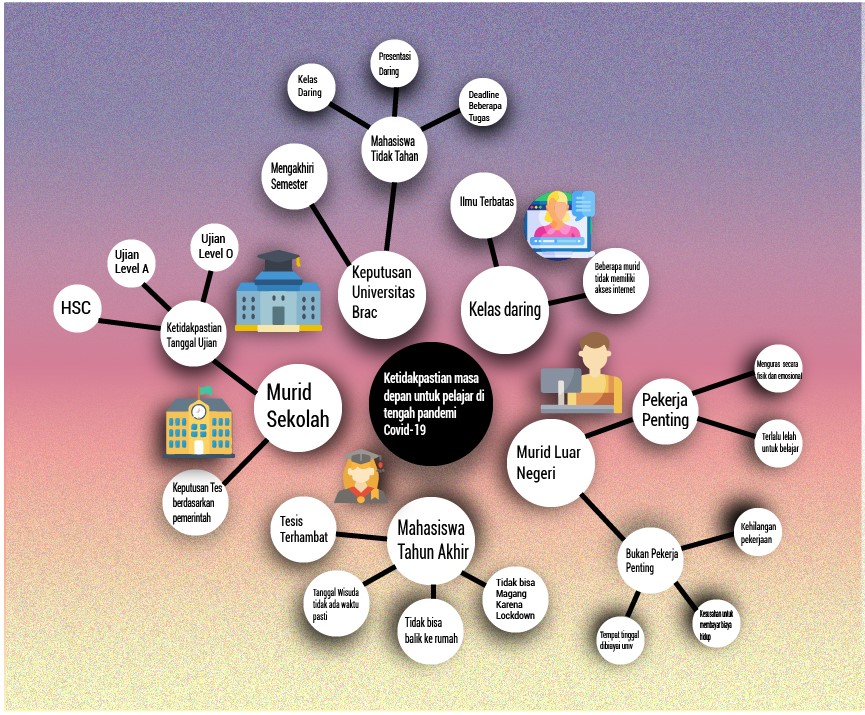 Presentasi
Daring
Kelas
Daring
Deadline
Beberapa
Tugas
Mahasiswa
Tidak Tahan
Mengakhiri
Semester
Keputusan
Universitas
Brac
Ilmu Terbatas
Kelas daring
Beberapa murid
tidak memiliki
akses internet
Ujian
Level O
Ujian
Level A
HSC
Ketidakpastian
Tanggal Ujian
Murid
Sekolah
Keputusan Tes
berdasarkan
pemerintah
Ketidakpastian masa
depan untuk pelajar di
tengah pandemi
Covid-19
Pekerja
Penting
Menguras secara
fisik dan emosional
Terlalu lelah
untuk belajar
Murid Luar
Negeri
Bukan Pekerja
Penting
Kehilangan
pekerjaan
Kesusahan untuk
membayar biaya
hidup
Tempat tinggal
dibiayai univ
Mahasiswa
Tahun Akhir
Tesis
Terhambat
Tanggal Wisuda
tidak ada waktu
pasti
Tidak bisa
balik ke rumah
Tidak bisa
Magang
Karena
Lockdown